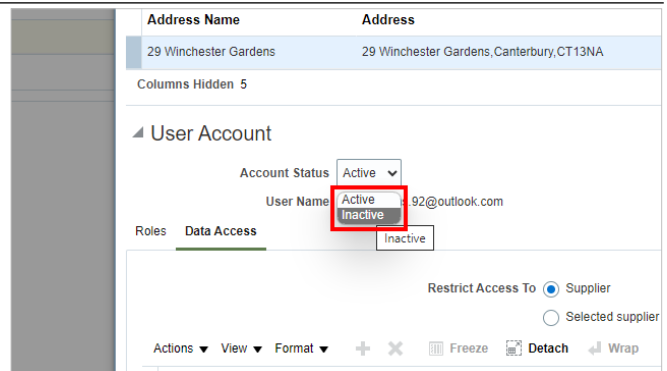 Address Name Address
29 Winchester Gardens 29 Winchester Gardens,Canterbury,CT13NA
Columns Hidden 5
User Account
Account Status Active
User Name .92@outlook.com
Active
Inactive
Inactive
Roles Data Access
Restrict Access To Supplier
Selected supplier
Actions View Format Freeze Detach Wrap